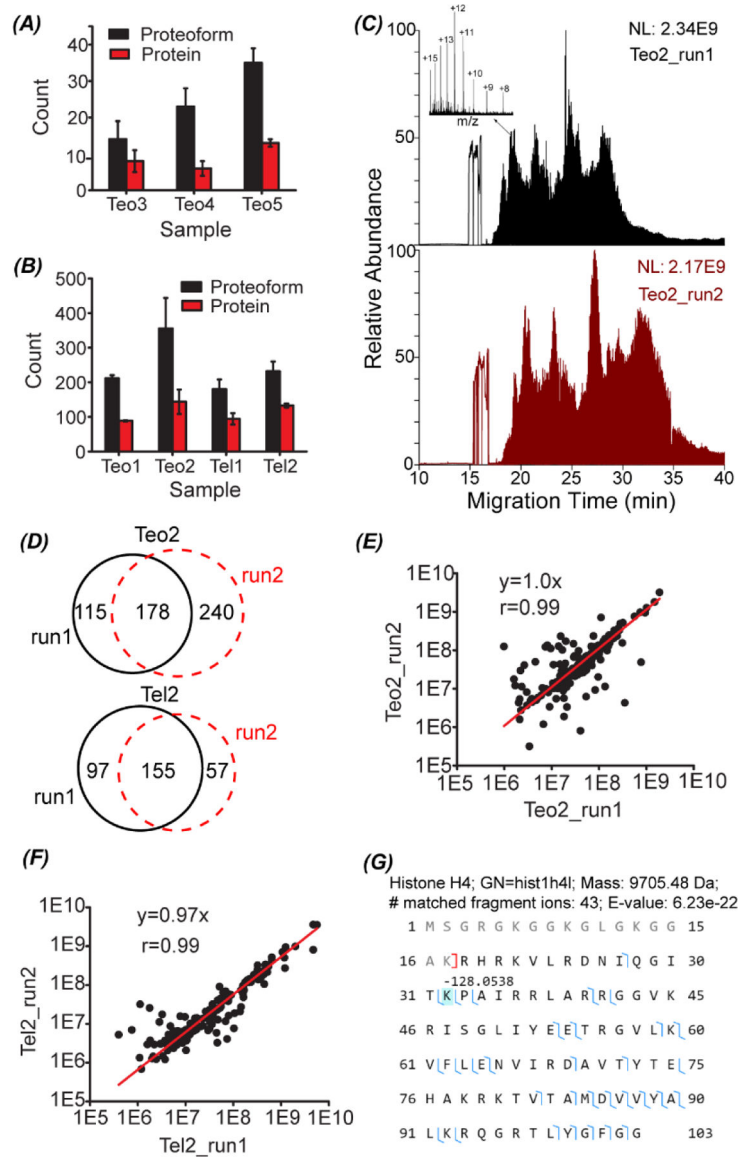 (A)
40
30
20
10
0
Count
Proteoform
Protein
Teo3 Teo4 Teo5
Sample
(B)
500
400
300
200
100
0
Count
Proteoform
Protein
Teo1 Teo2 Tel1 Tel2
Sample
(C)
NL: 2.34E9
Teo2_run1
+15 +13 +12 +11 +10 +9 +8
m/z
50
0
NL: 2.17E9
Teo2_run2
100
50
0
Relative Abundance
10 15 20 25 30 35 40
Migration Time (min)
(D)
Teo2
run2
115 178 240
run1
Tel2
run2
97 155 57
run1
(E)
1E10
1E9
1E8
1E7
1E6
1E5
Teo2_run2
y=1.0x
r=0.99
1E5 1E6 1E7 1E8 1E9 1E10
Teo2_run1
(F)
1E10
1E9
1E8
1E7
1E6
1E5
Tel2_run2
y=0.97x
r=0.99
1E5 1E6 1E7 1E8 1E9 1E10
Tel2_run1
(G)
Histone H4; GN=hist1h4l; Mass: 9705.48 Da;
# matched fragment ions: 43; E-value: 6.23e-22
1 M S G R G K G G K G L G K G G 15
16 A K R H R K V L R D N I Q G I 30
-128.0538
31 T K P A I R R L A R R G G V K 45
46 R I S G L I Y E E T R G V L K 60
61 V F L E N V I R D A V T Y T E 75
76 H A K R K T V T A M D V V Y A 90
91 L K R Q G R T L Y G F G G 103